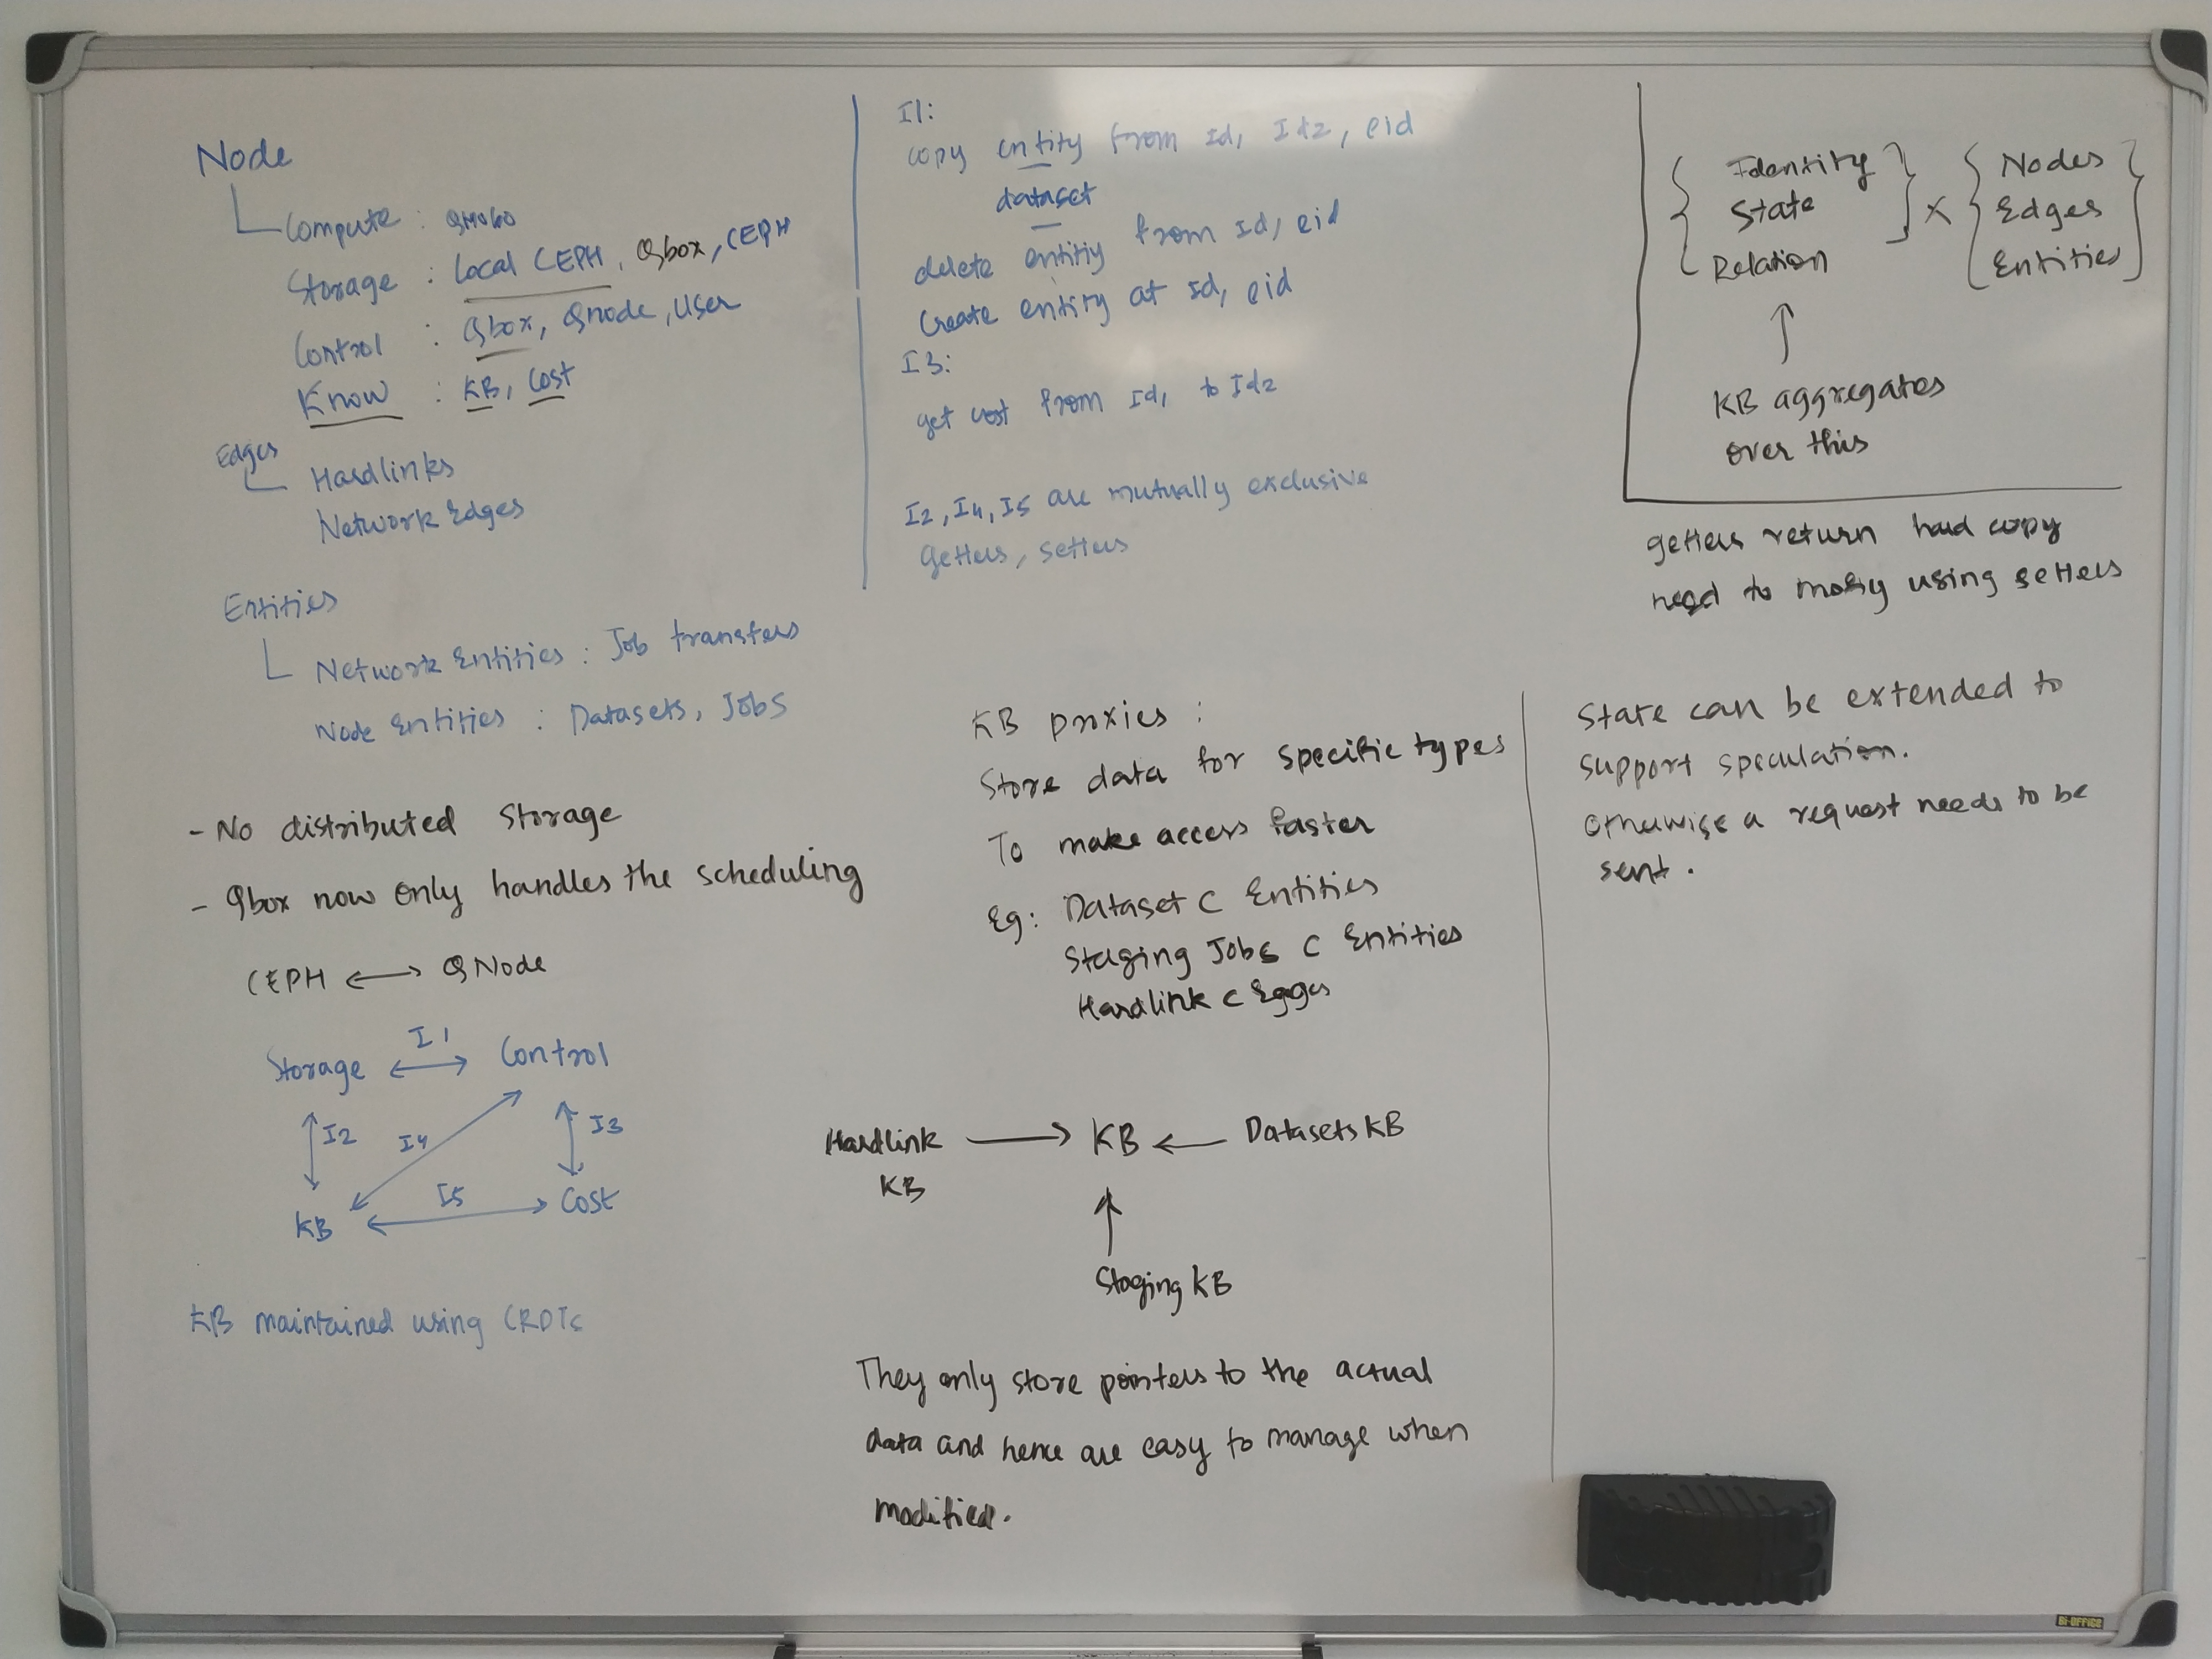 Node
Compute :
Storage : Local CEPH, Qbox, CEPH
Control : Qbox, Qnode, User
Know : KB, Cost
Edges
Hardlinks
Network Edges
Entities
Network Entities : Job transfers
Node Entities : Datasets, Jobs
- No distributed storage
- Qbox now only handles the scheduling
CEPH ↔ QNode
Storage ↔ I1 Control
I2 I4 I3
KB ↔ I5 Cost
KB maintained using CRDTs
I1:
copy entity from Id1 Id2, eid
dataset
delete entitiy from Id, eid
Create entity at Id, eid
I3:
get cost from Id1 to Id2
I2, I4, I5 are mutually exclusive
getters, setters
KB proxies :
Store data for specific types
To make access faster
Eg: Dataset ⊂ Entities
Staging Jobs ⊂ Entities
Hardlink ⊂ Edges
Hardlink → KB ← Datasets KB
KB
↑
Staging KB
They only store pointers to the actual
data and hence are easy to manage when
modified.
{ Identity } × { Nodes }
State Edges
Relation Entities
↑
KB aggregates
over this
getters return hard copy
need to using setters
State can be extended to
support speculation.
Otherwise a request needs to be
sent.
Bi-OFFICE